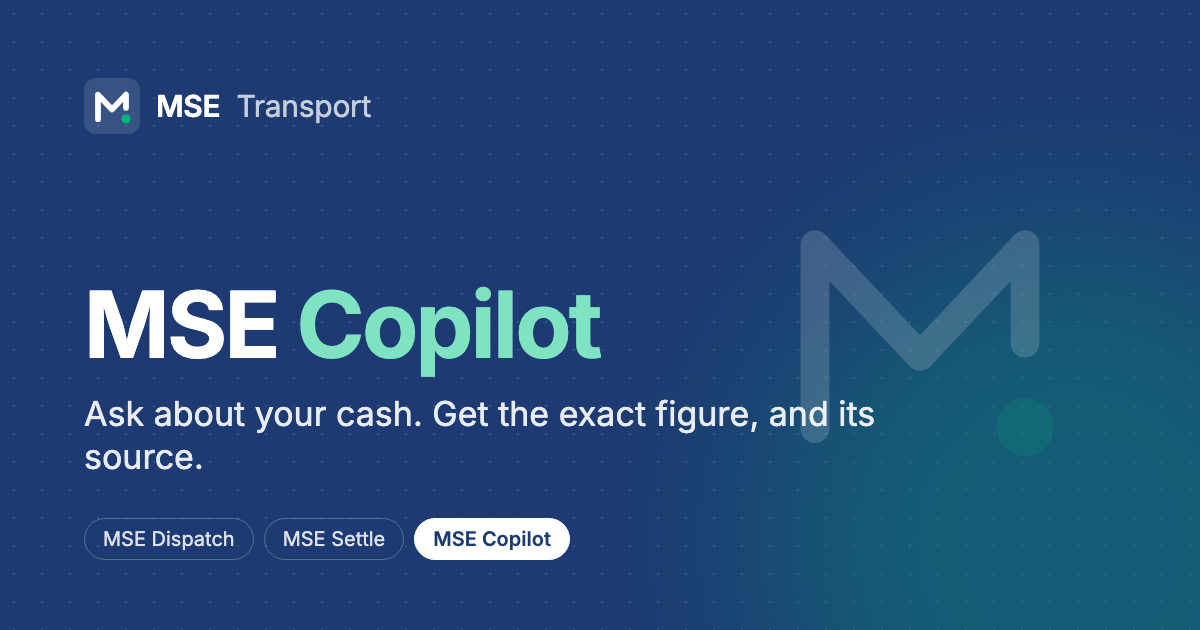 MSE Transport
MSE Copilot
Ask about your cash. Get the exact figure, and its
source.
MSE Dispatch MSE Settle MSE Copilot